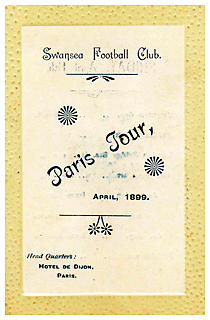 Swansea Football Club.
Paris Tour,
APRIL, 1899.
Head Quarters:
HOTEL DE DIJON,
PARIS.